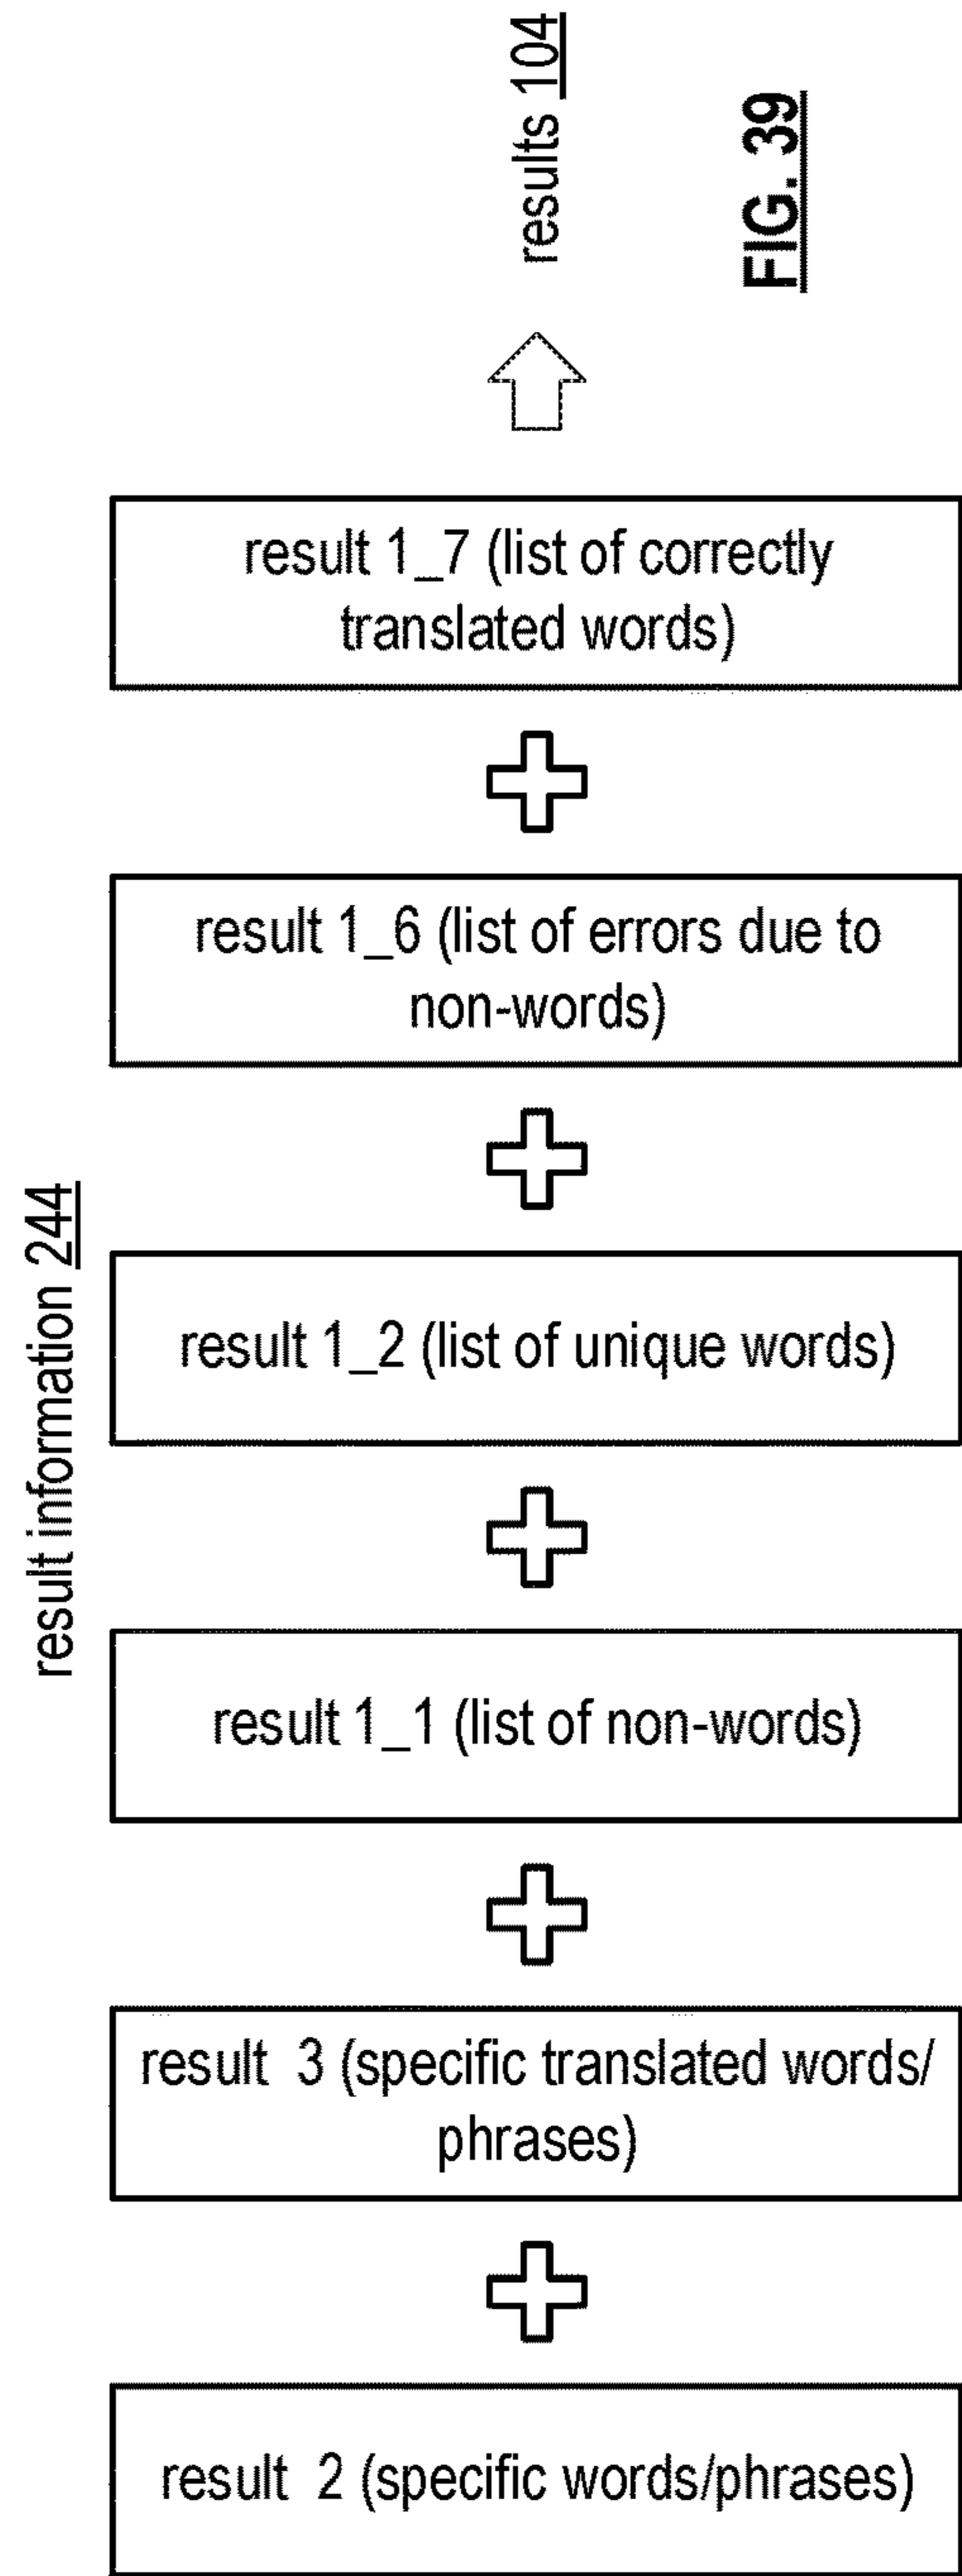 result information 244
result 1_7 (list of correctly
translated words)
result 1_6 (list of errors due to
non-words)
result 1_2 (list of unique words)
result 1_1 (list of non-words)
result 3 (specific translated words/
phrases)
result 2 (specific words/phrases)
results 104
FIG. 39